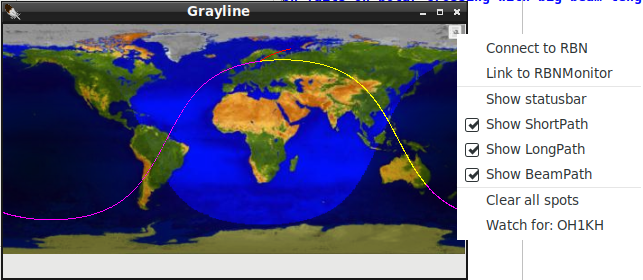 Grayline
Connect to RBN
Link to RBNMonitor
Show statusbar
Show ShortPath
Show LongPath
Show BeamPath
Clear all spots
Watch for: OH1KH